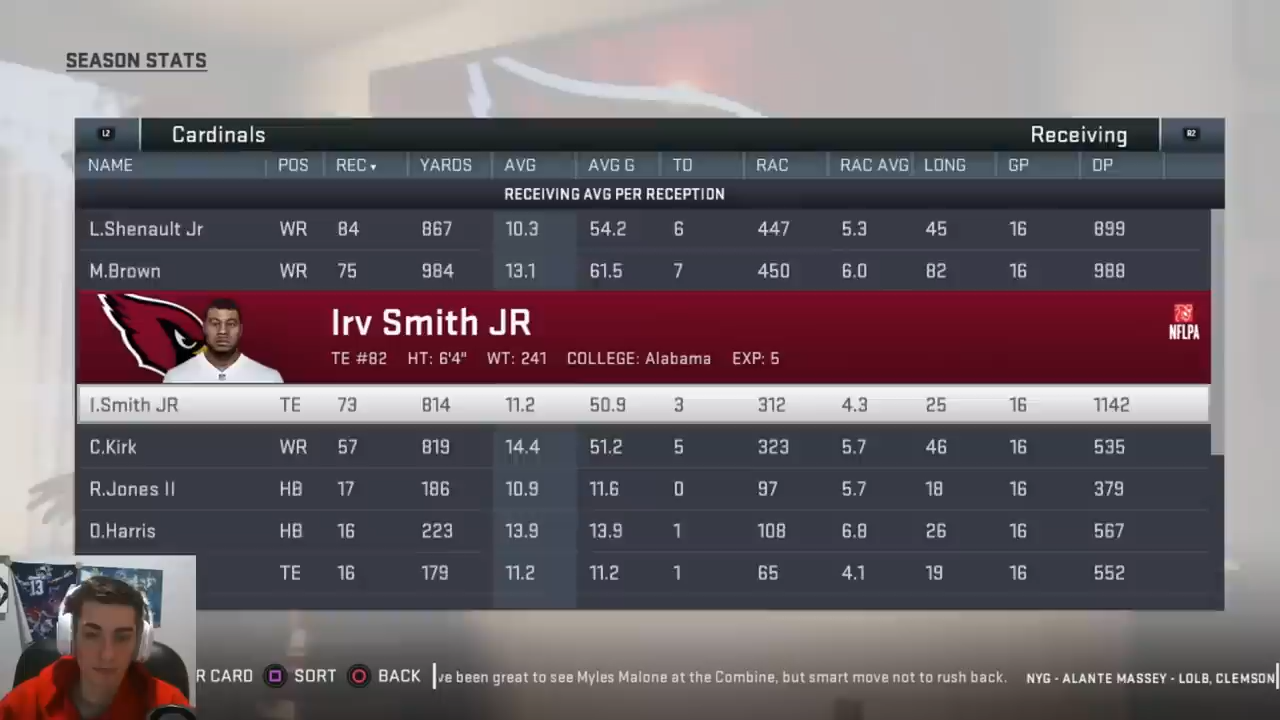 SEASON STATS
L2 Cardinals Receiving R2
NAME POS REC YARDS AVG AVG G TD RAC RAC AVG LONG GP DP
RECEIVING AVG PER RECEPTION
L.Shenault Jr WR 84 867 10.3 54.2 6 447 5.3 45 16 899
M.Brown WR 75 984 13.1 61.5 7 450 6.0 82 16 988
Irv Smith JR
NFLPA
TE #82 HT: 6'4" WT: 241 COLLEGE: Alabama EXP: 5
I.Smith JR TE 73 814 11.2 50.9 3 312 4.3 25 16 1142
C.Kirk WR 57 819 14.4 51.2 5 323 5.7 46 16 535
R.Jones II HB 17 186 10.9 11.6 0 97 5.7 18 16 379
D.Harris HB 16 223 13.9 13.9 1 108 6.8 26 16 567
TE 16 179 11.2 11.2 1 65 4.1 19 16 552
13
R CARD SORT BACK ve been great to see Myles Malone at the Combine, but smart move not to rush back. NYG - ALANTE MASSEY - LOLB, CLEMSON